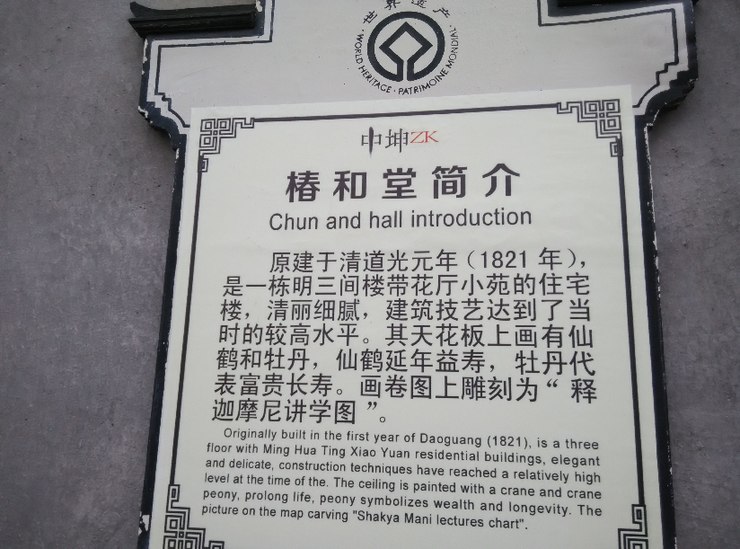 世界遗产
WORLD HERITAGE · PATRIMOINE MONDIAL
中坤ZK
椿和堂简介
Chun and hall introduction
原建于清道光元年（1821 年），
是一栋明三间楼带花厅小苑的住宅
楼，清丽细腻，建筑技艺达到了当
时的较高水平。其天花板上画有仙
鹤和牡丹，仙鹤延年益寿，牡丹代
表富贵长寿。画卷图上雕刻为“ 释
迦摩尼讲学图 ”。
Originally built in the first year of Daoguang (1821), is a three
floor with Ming Hua Ting Xiao Yuan residential buildings, elegant
and delicate, construction techniques have reached a relatively high
level at the time of the. The ceiling is painted with a crane and crane
peony, prolong life, peony symbolizes wealth and longevity. The
picture on the map carving "Shakya Mani lectures chart".